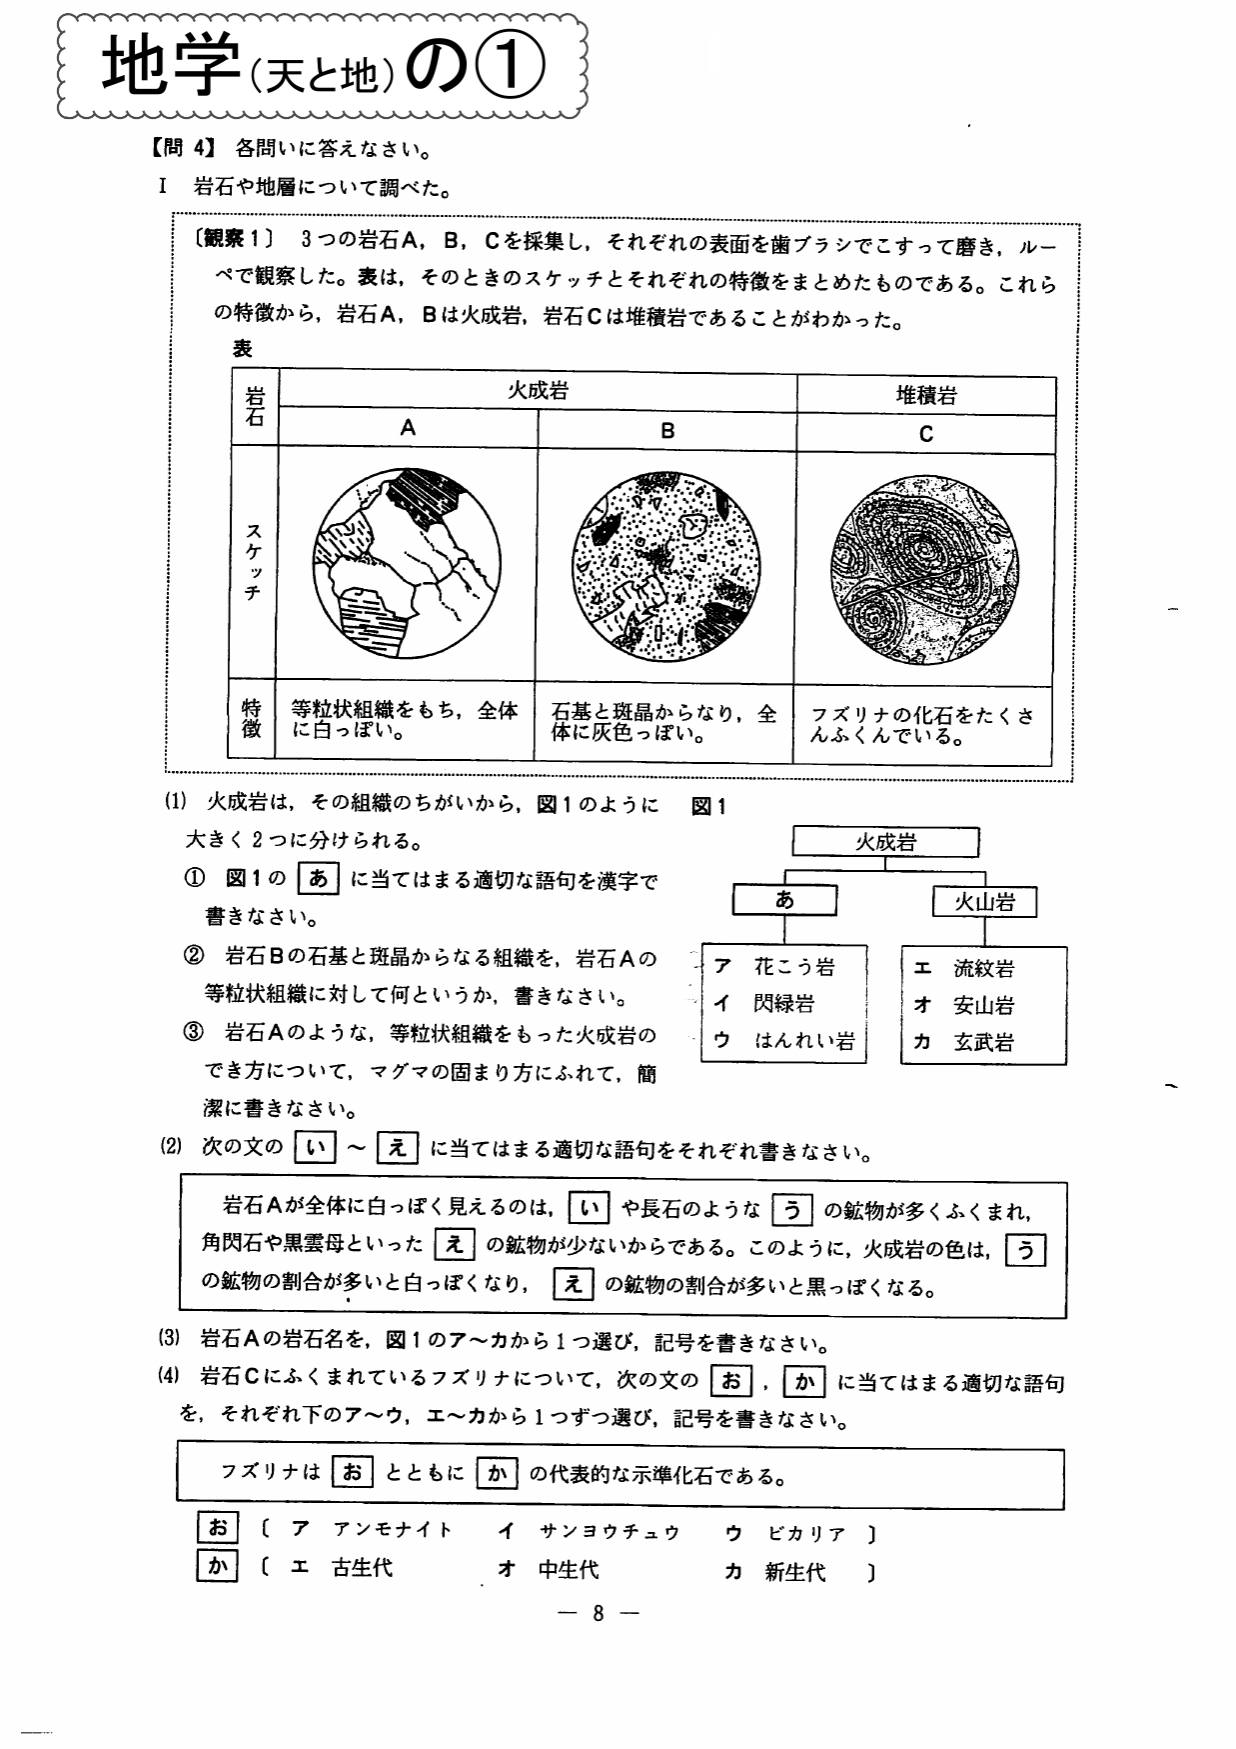 地学(天と地)の①
【問 4】 各問いに答えなさい。
Ⅰ 岩石や地層について調べた。
〔観察1〕 3つの岩石A，B，Cを採集し，それぞれの表面を歯ブラシでこすって磨き，ルー
ペで観察した。表は，そのときのスケッチとそれぞれの特徴をまとめたものである。これら
の特徴から，岩石A，Bは火成岩，岩石Cは堆積岩であることがわかった。
表
岩石 火成岩 堆積岩
A B C
スケッチ
特徴
等粒状組織をもち，全体
に白っぽい。
石基と斑晶からなり，全
体に灰色っぽい。
フズリナの化石をたくさ
んふくんでいる。
(1) 火成岩は，その組織のちがいから，図1のように
大きく2つに分けられる。
① 図1の あ に当てはまる適切な語句を漢字で
書きなさい。
② 岩石Bの石基と斑晶からなる組織を，岩石Aの
等粒状組織に対して何というか，書きなさい。
③ 岩石Aのような，等粒状組織をもった火成岩の
でき方について，マグマの固まり方にふれて，簡
潔に書きなさい。
図1
火成岩
あ 火山岩
ア 花こう岩
イ 閃緑岩
ウ はんれい岩
エ 流紋岩
オ 安山岩
カ 玄武岩
(2) 次の文の い ～ え に当てはまる適切な語句をそれぞれ書きなさい。
岩石Aが全体に白っぽく見えるのは， い や長石のような う の鉱物が多くふくまれ，
角閃石や黒雲母といった え の鉱物が少ないからである。このように，火成岩の色は， う
の鉱物の割合が多いと白っぽくなり， え の鉱物の割合が多いと黒っぽくなる。
(3) 岩石Aの岩石名を，図1のア～カから1つ選び，記号を書きなさい。
(4) 岩石Cにふくまれているフズリナについて，次の文の お ， か に当てはまる適切な語句
を，それぞれ下のア～ウ，エ～カから1つずつ選び，記号を書きなさい。
フズリナは お とともに か の代表的な示準化石である。
お 〔 ア アンモナイト イ サンヨウチュウ ウ ビカリア 〕
か 〔 エ 古生代 オ 中生代 カ 新生代 〕
― 8 ―